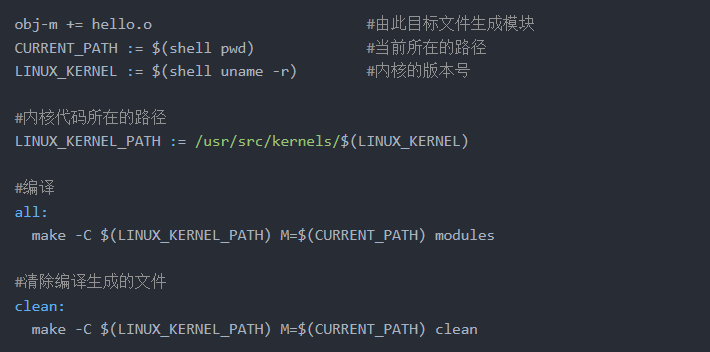 obj-m += hello.o #由此目标文件生成模块
CURRENT_PATH := $(shell pwd) #当前所在的路径
LINUX_KERNEL := $(shell uname -r) #内核的版本号
#内核代码所在的路径
LINUX_KERNEL_PATH := /usr/src/kernels/$(LINUX_KERNEL)
#编译
all:
make -C $(LINUX_KERNEL_PATH) M=$(CURRENT_PATH) modules
#清除编译生成的文件
clean:
make -C $(LINUX_KERNEL_PATH) M=$(CURRENT_PATH) clean